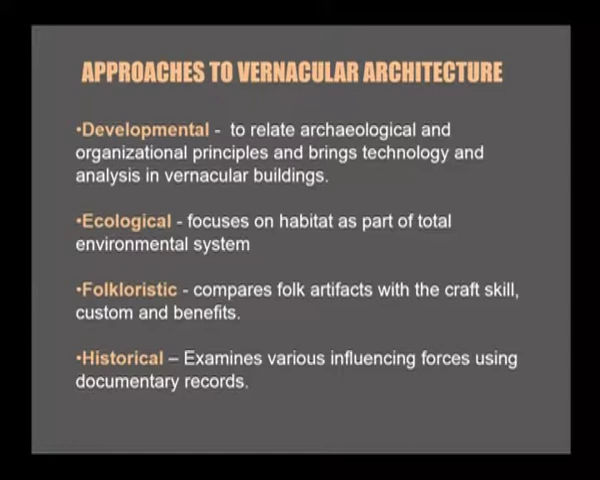 APPROACHES TO VERNACULAR ARCHITECTURE
•Developmental - to relate archaeological and
organizational principles and brings technology and
analysis in vernacular buildings.
•Ecological - focuses on habitat as part of total
environmental system
•Folkloristic - compares folk artifacts with the craft skill,
custom and benefits.
•Historical – Examines various influencing forces using
documentary records.